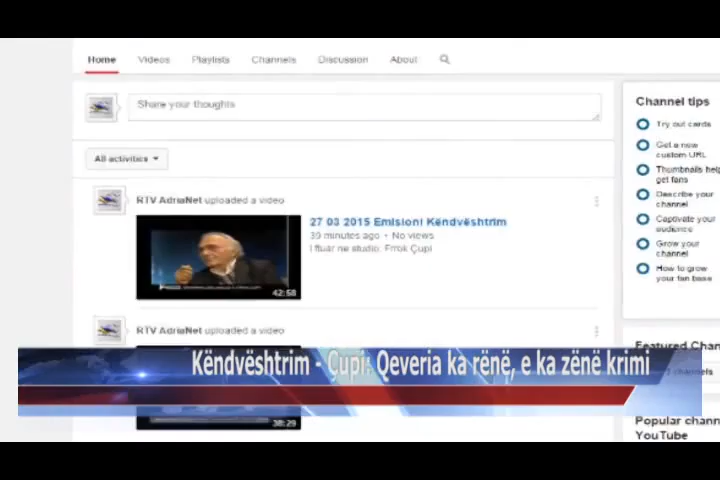 Home Videos Playlists Channels Discussion About
Share your thoughts
All activities
RTV AdriaNet uploaded a video
27 03 2015 Emisioni Këndvështrim
39 minutes ago • No views
I ftuar ne studio: Frrok Çupi
42:58
RTV AdriaNet uploaded a video
Këndvështrim - Çupi: Qeveria ka rënë, e ka zënë krimi
38:29
Channel tips
Try out cards
Get a new
custom URL
Thumbnails help
get fans
Describe your
channel
Captivate your
audience
Grow your
channel
How to grow
your fan base
Featured Chan
channels
Popular chann
YouTube